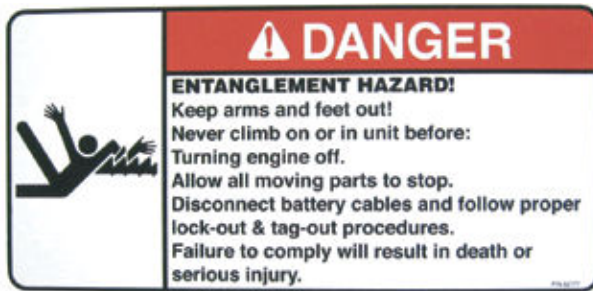 DANGER
ENTANGLEMENT HAZARD!
Keep arms and feet out!
Never climb on or in unit before:
Turning engine off.
Allow all moving parts to stop.
Disconnect battery cables and follow proper
lock-out & tag-out procedures.
Failure to comply will result in death or
serious injury.